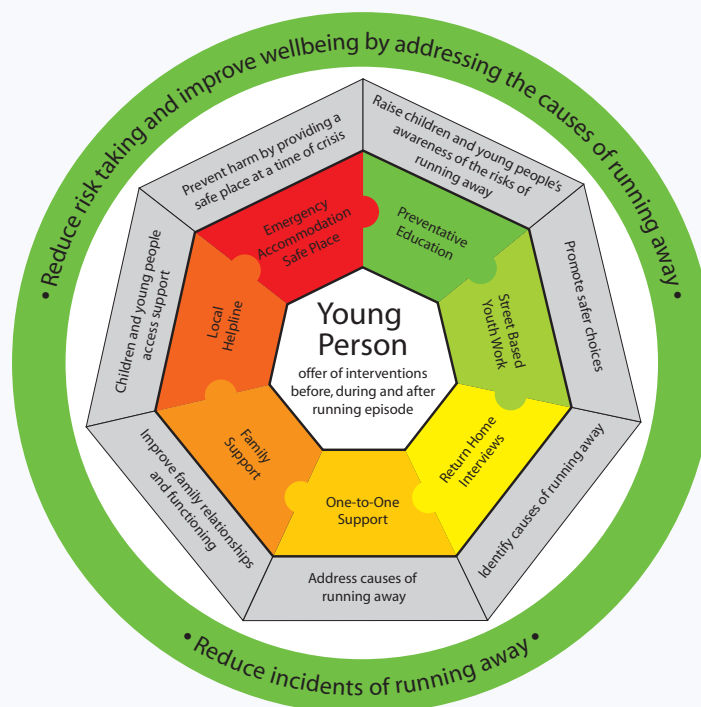 • Reduce risk taking and improve wellbeing by addressing the causes of running away •
Prevent harm by providing a
safe place at a time of crisis
Raise children and young people's
awareness of the risks of
running away
Promote safer choices
Identify causes of running away
Address causes of
running away
Improve family relationships
and functioning
Children and young people
access support
Emergency
Accommodation
Safe Place
Preventative
Education
Street Based
Youth Work
Return Home
Interviews
One-to-One
Support
Family
Support
Local
Helpline
Young
Person
offer of interventions
before, during and after
running episode
• Reduce incidents of running away •